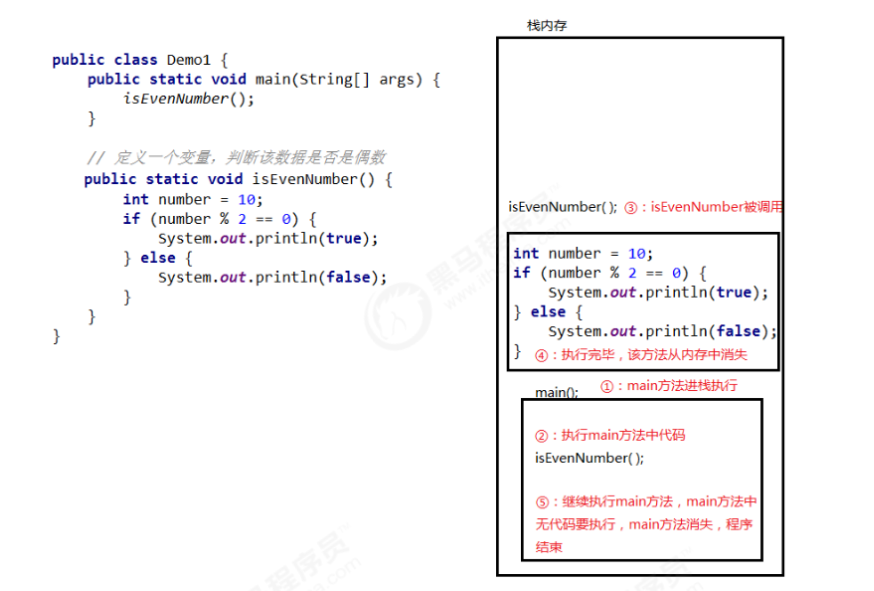 栈内存
public class Demo1 {
public static void main(String[] args) {
isEvenNumber();
}
// 定义一个变量，判断该数据是否是偶数
public static void isEvenNumber() {
int number = 10;
if (number % 2 == 0) {
System.out.println(true);
} else {
System.out.println(false);
}
}
}
isEvenNumber( ); ③：isEvenNumber被调用
int number = 10;
if (number % 2 == 0) {
System.out.println(true);
} else {
System.out.println(false);
} ④：执行完毕，该方法从内存中消失
main(); ①：main方法进栈执行
②：执行main方法中代码
isEvenNumber( );
⑤：继续执行main方法，main方法中
无代码要执行，main方法消失，程序
结束
黑马程序员